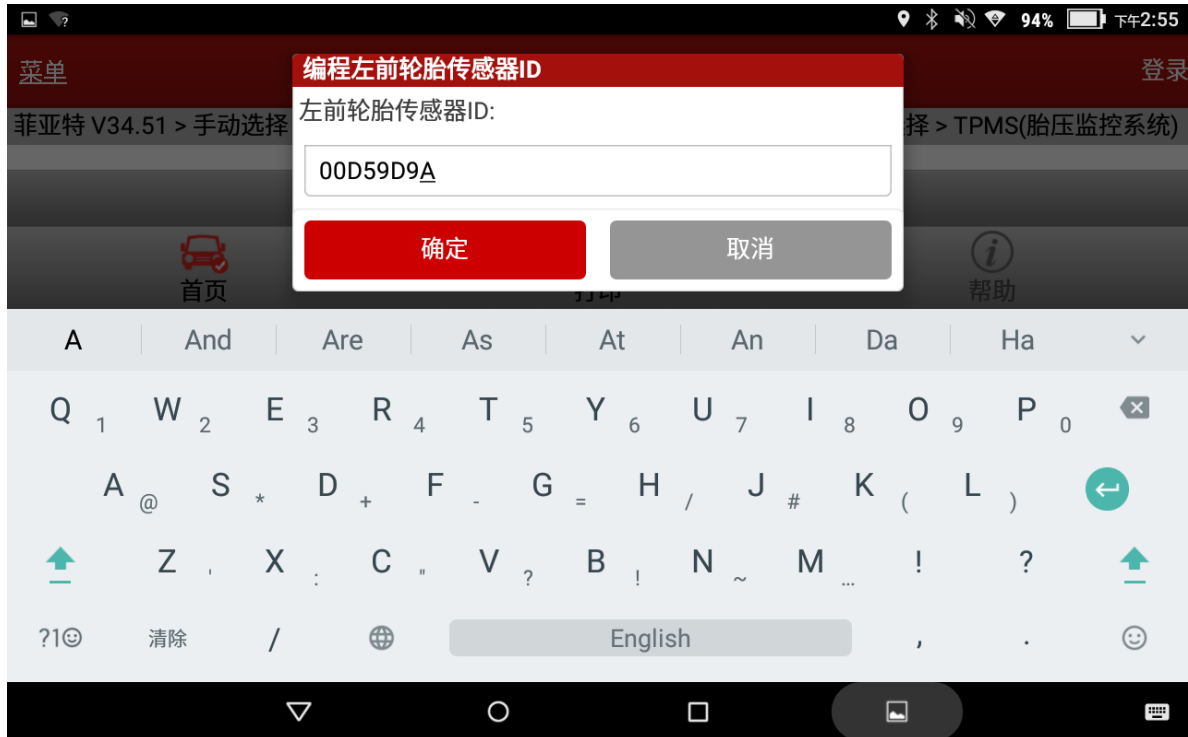 94% 下午2:55
菜单
编程左前轮胎传感器ID
登录
菲亚特 V34.51 > 手动选择
左前轮胎传感器ID:
择 > TPMS(胎压监控系统)
00D59D9A
确定
取消
首页
打印
帮助
A And Are As At An Da Ha
Q 1 W 2 E 3 R 4 T 5 Y 6 U 7 I 8 O 9 P 0
A @ S * D + F - G = H / J # K ( L )
Z ' X : C " V ? B ! N ~ M ... ! ?
?1☺ 清除 / English , .